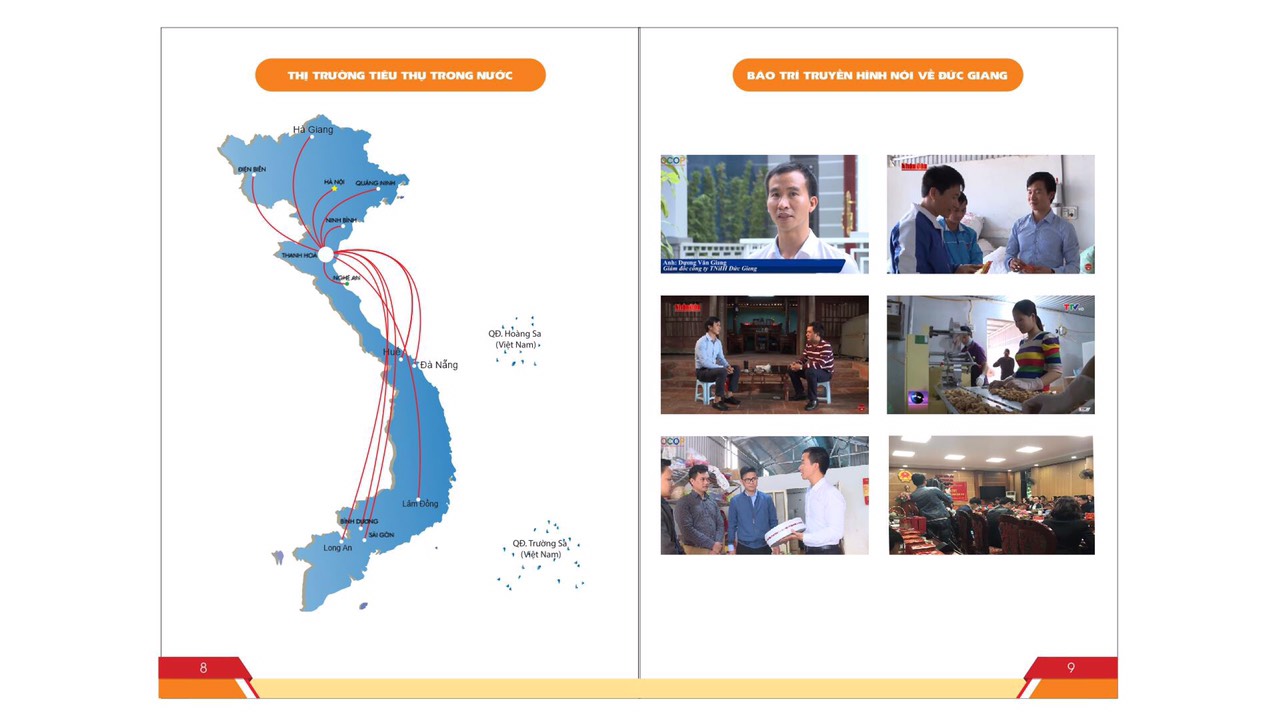 THỊ TRƯỜNG TIÊU THỤ TRONG NƯỚC
Hà Giang
ĐIỆN BIÊN
HÀ NỘI
QUẢNG NINH
NINH BÌNH
THANH HÓA
NGHỆ AN
QĐ. Hoàng Sa
(Việt Nam)
Huế
Đà Nẵng
Lâm Đồng
BÌNH DƯƠNG
SÀI GÒN
Long An
QĐ. Trường Sa
(Việt Nam)
8
BÁO TRÍ TRUYỀN HÌNH NÓI VỀ ĐỨC GIANG
OCOP
Anh: Dương Văn Giang
Giám đốc công ty TNHH Đức Giang
TTV
OCOP
9